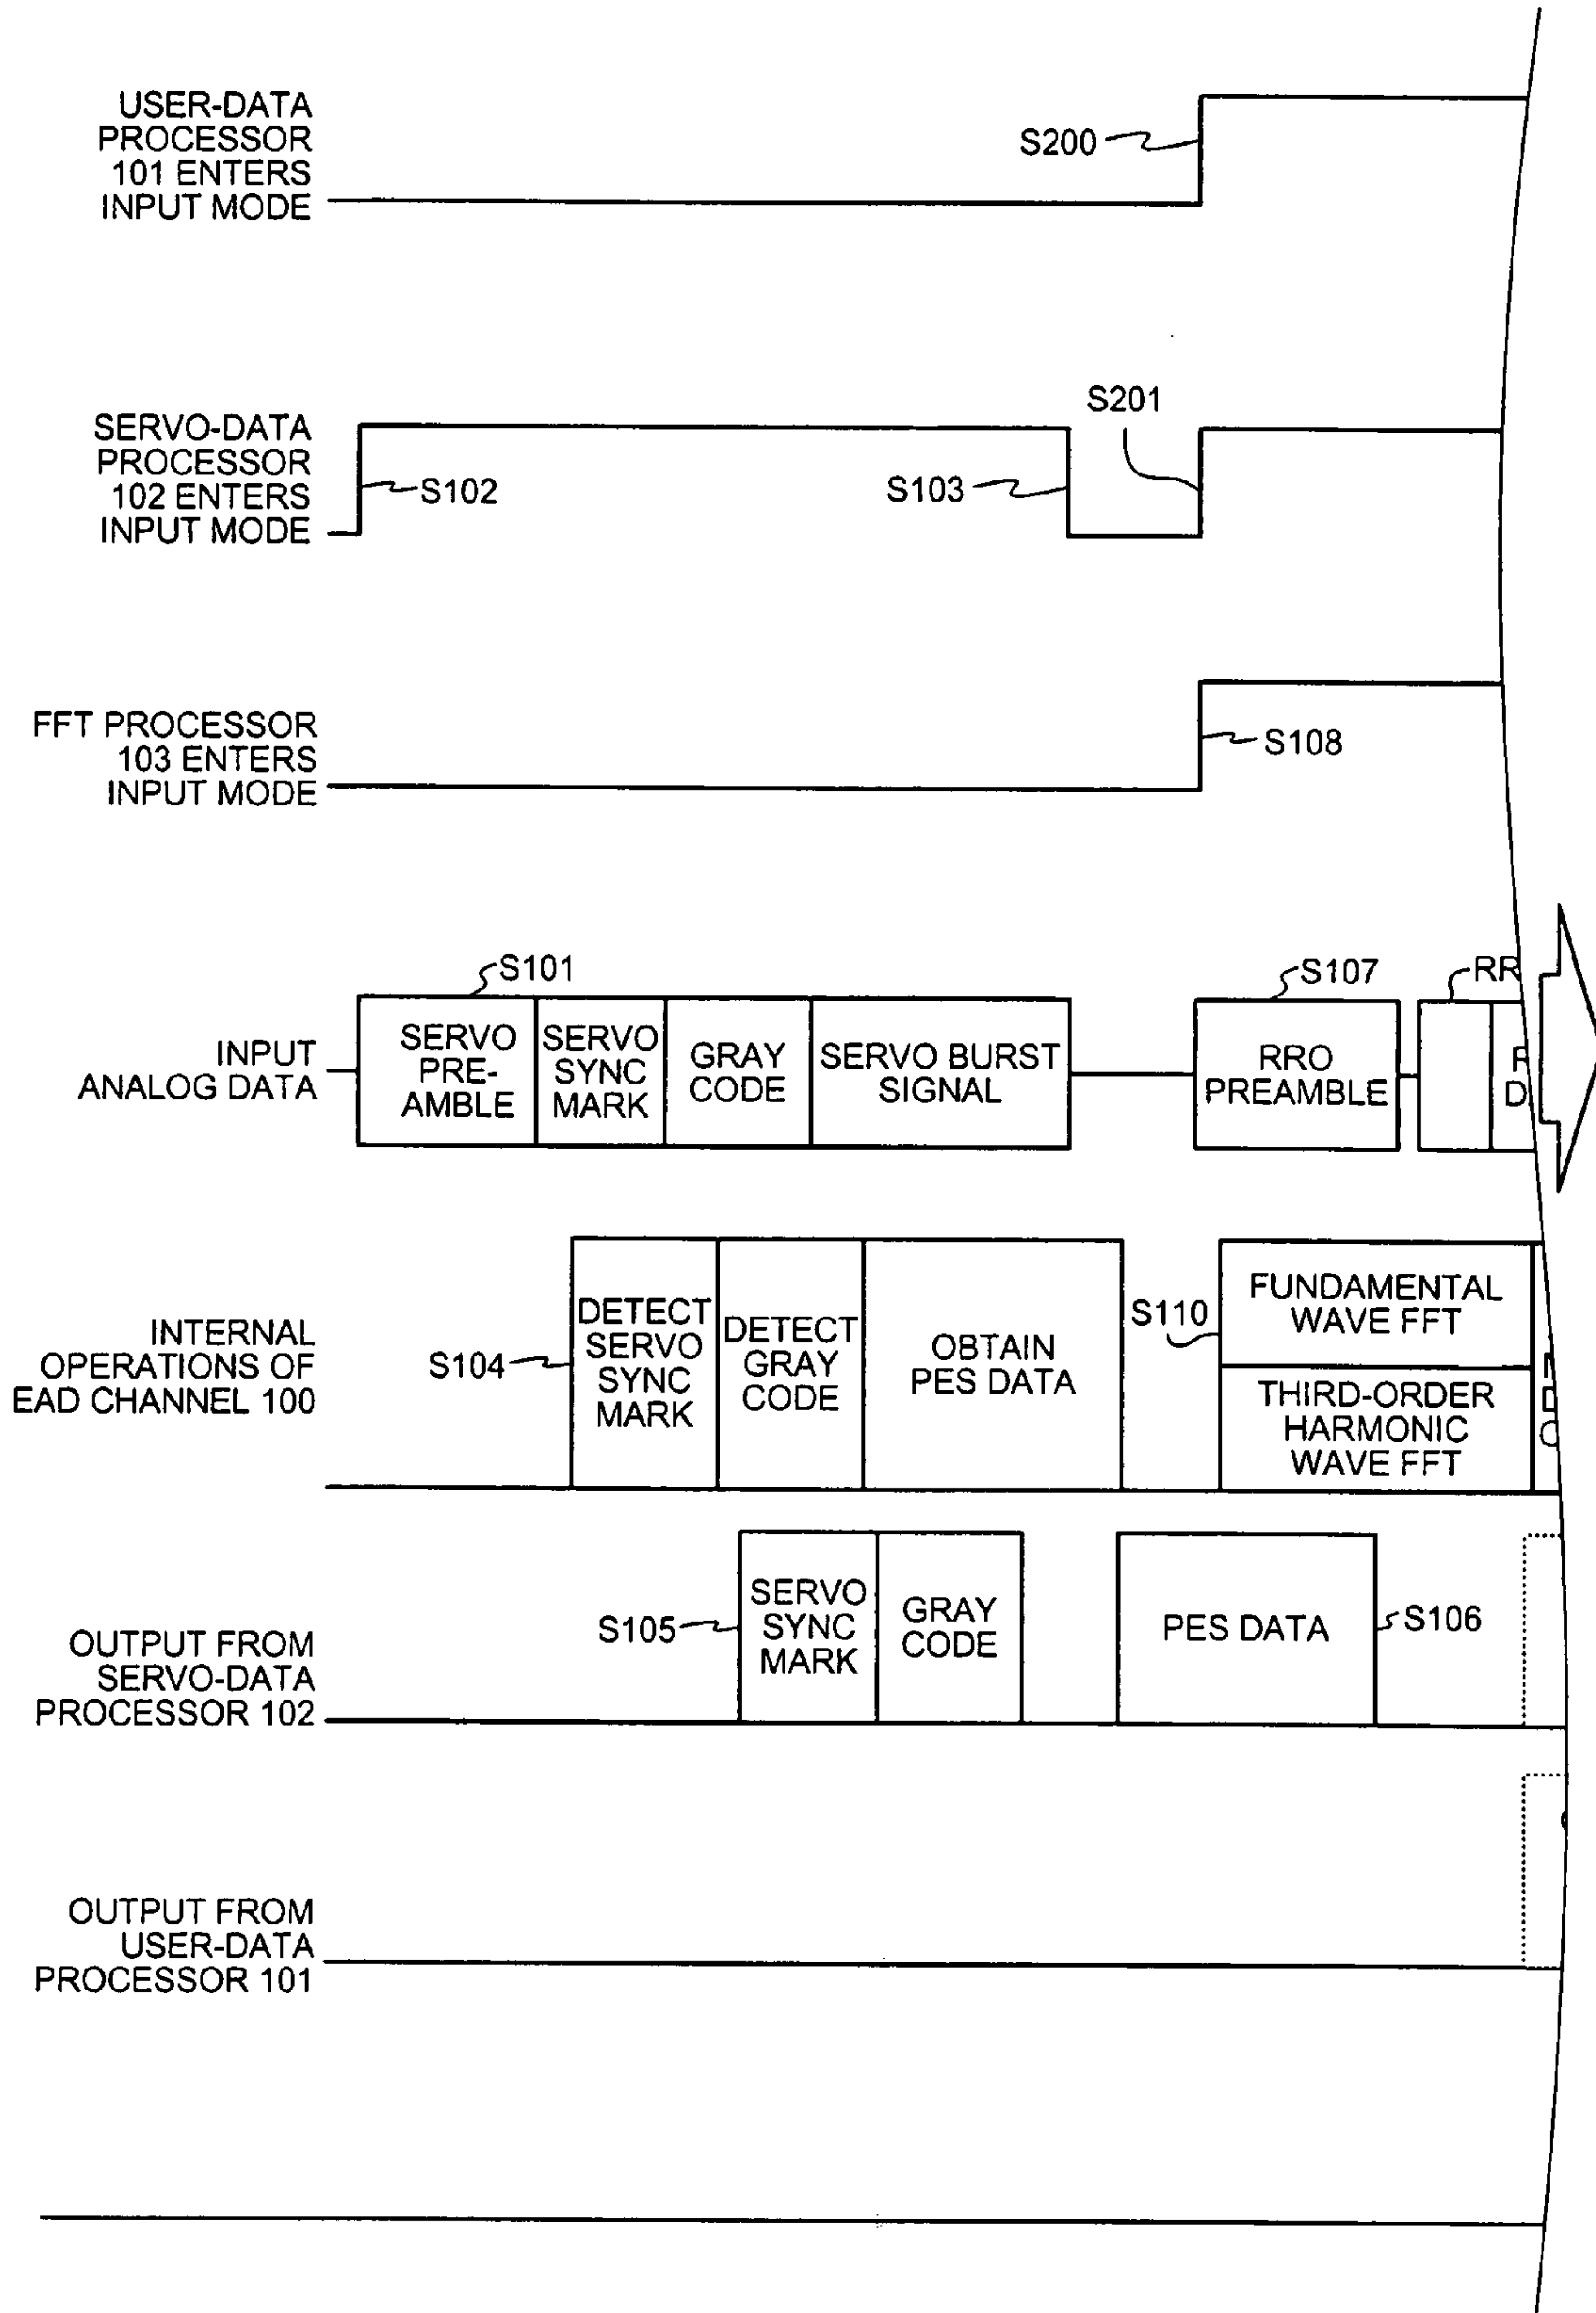 USER-DATA
PROCESSOR
101 ENTERS
INPUT MODE
S200
SERVO-DATA
PROCESSOR
102 ENTERS
INPUT MODE
S102
S103
S201
FFT PROCESSOR
103 ENTERS
INPUT MODE
S108
INPUT
ANALOG DATA
S101
SERVO
PRE-
AMBLE
SERVO
SYNC
MARK
GRAY
CODE
SERVO BURST
SIGNAL
S107
RRO
PREAMBLE
RR
D
INTERNAL
OPERATIONS OF
EAD CHANNEL 100
S104
DETECT
SERVO
SYNC
MARK
DETECT
GRAY
CODE
OBTAIN
PES DATA
S110
FUNDAMENTAL
WAVE FFT
THIRD-ORDER
HARMONIC
WAVE FFT
OUTPUT FROM
SERVO-DATA
PROCESSOR 102
S105
SERVO
SYNC
MARK
GRAY
CODE
PES DATA
S106
OUTPUT FROM
USER-DATA
PROCESSOR 101